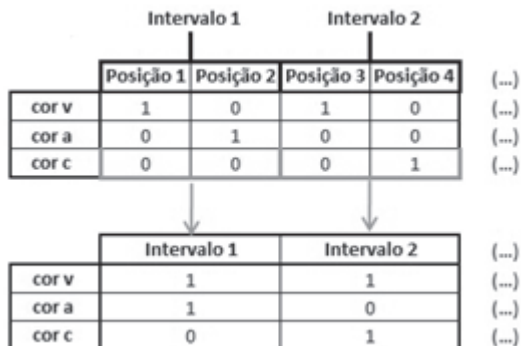 Intervalo 1 Intervalo 2
Posição 1 Posição 2 Posição 3 Posição 4 (...)
cor v 1 0 1 0 (...)
cor a 0 1 0 0 (...)
cor c 0 0 0 1 (...)
Intervalo 1 Intervalo 2 (...)
cor v 1 1 (...)
cor a 1 0 (...)
cor c 0 1 (...)